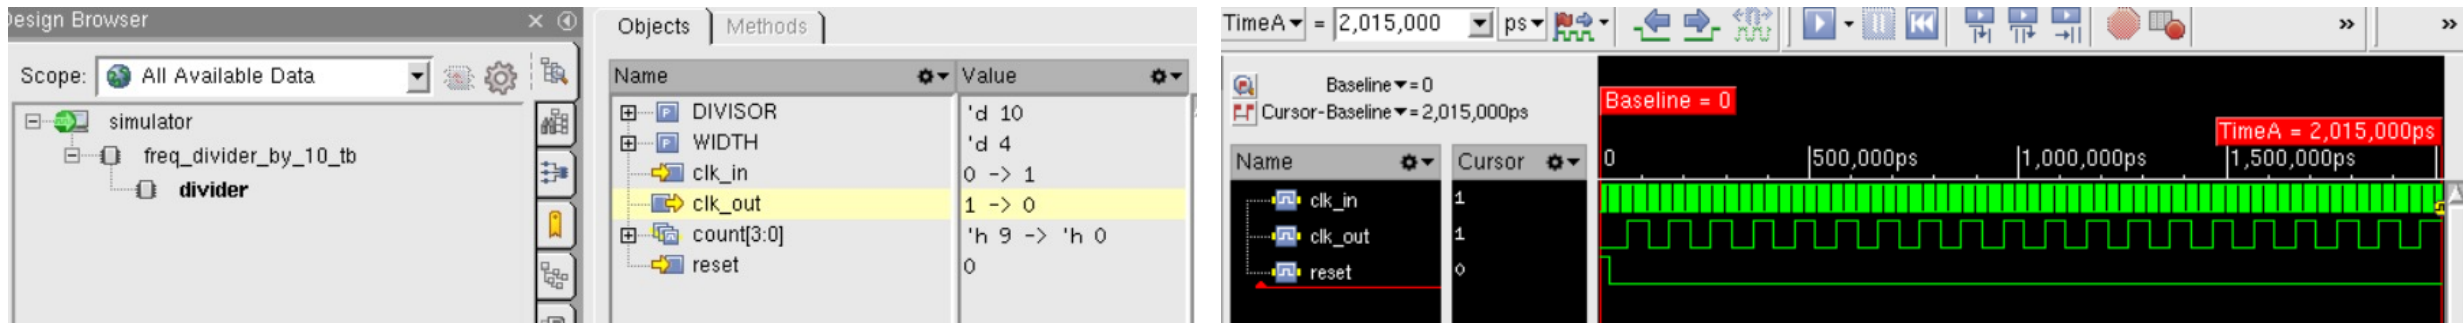 Design Browser
Scope: All Available Data
simulator
freq_divider_by_10_tb
divider
Objects Methods
Name Value
DIVISOR 'd 10
WIDTH 'd 4
clk_in 0 -> 1
clk_out 1 -> 0
count[3:0] 'h 9 -> 'h 0
reset 0
TimeA = 2,015,000 ps
Baseline = 0
Cursor-Baseline = 2,015,000ps
Name Cursor
clk_in 1
clk_out 1
reset 0
Baseline = 0
TimeA = 2,015,000ps
0 500,000ps 1,000,000ps 1,500,000ps